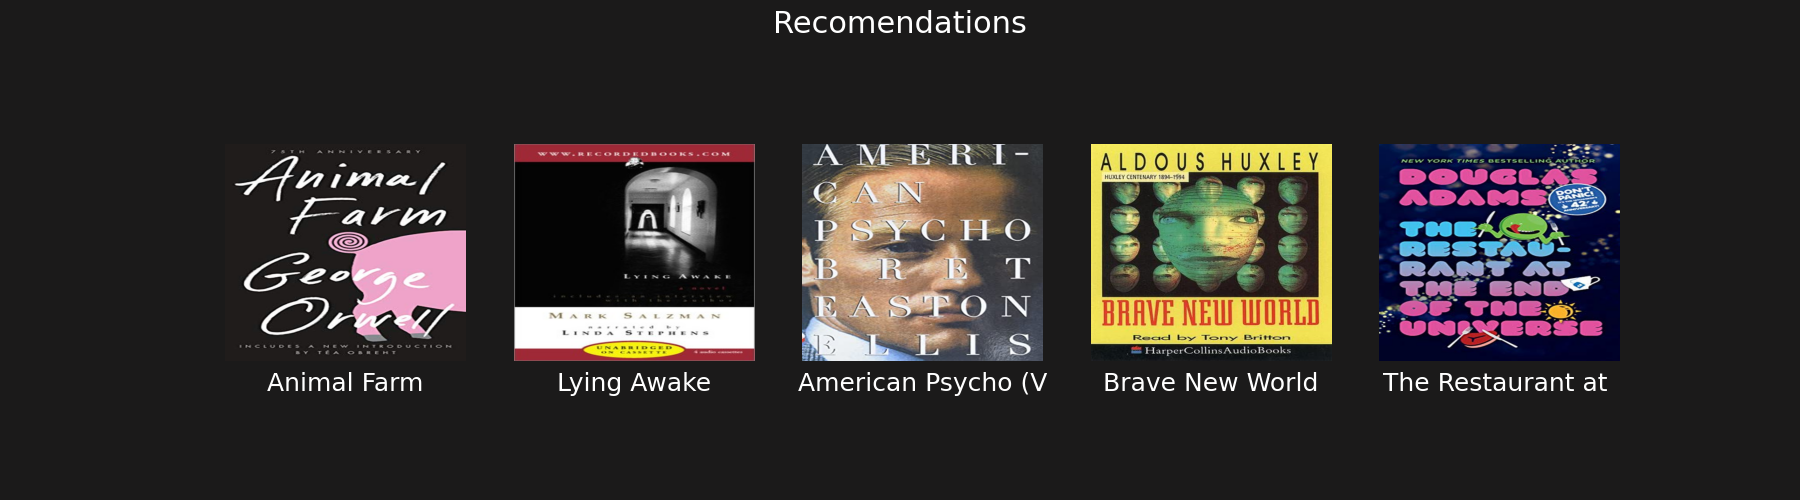 Recomendations
75TH ANNIVERSARY
Animal
Farm
George
Orwell
INCLUDES A NEW INTRODUCTION
BY TÉA OBREHT
Animal Farm
WWW.RECORDEDBOOKS.COM
LYING AWAKE
a novel
MARK SALZMAN
narrated by
LINDA STEPHENS
UNABRIDGED
ON CASSETTE
4 audio cassettes
Lying Awake
AMERI-
CAN
PSYCHO
BRET
EASTON
ELLIS
American Psycho (V
ALDOUS HUXLEY
HUXLEY CENTENARY 1894-1994
BRAVE NEW WORLD
Read by Tony Britton
HarperCollinsAudioBooks
Brave New World
NEW YORK TIMES BESTSELLING AUTHOR
DOUGLAS
ADAMS
DON'T
PANIC!
42
THE
RESTAU-
RANT AT
THE END
OF THE
UNIVERSE
The Restaurant at